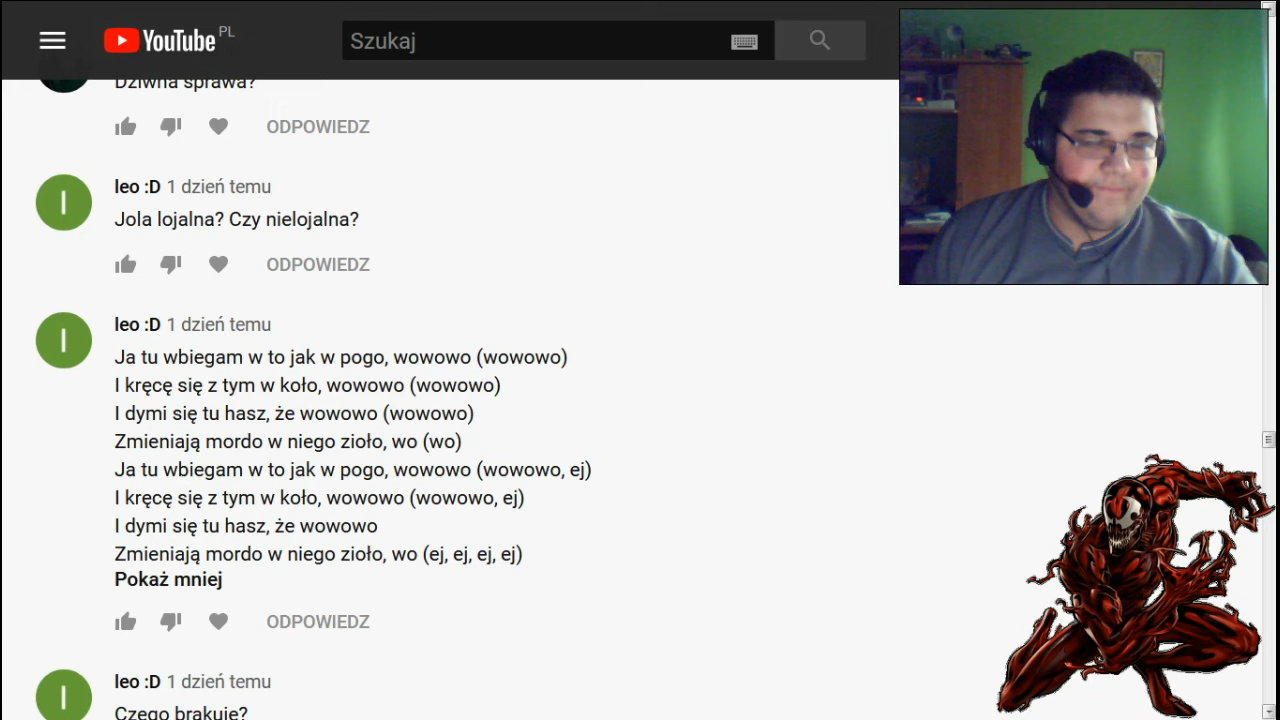 YouTube PL
Szukaj
Dziwna sprawa?
ODPOWIEDZ
leo :D 1 dzień temu
Jola lojalna? Czy nielojalna?
ODPOWIEDZ
leo :D 1 dzień temu
Ja tu wbiegam w to jak w pogo, wowowo (wowowo)
I kręcę się z tym w koło, wowowo (wowowo)
I dymi się tu hasz, że wowowo (wowowo)
Zmieniają mordo w niego zioło, wo (wo)
Ja tu wbiegam w to jak w pogo, wowowo (wowowo, ej)
I kręcę się z tym w koło, wowowo (wowowo, ej)
I dymi się tu hasz, że wowowo
Zmieniają mordo w niego zioło, wo (ej, ej, ej, ej)
Pokaż mniej
ODPOWIEDZ
leo :D 1 dzień temu
Czego brakuje?